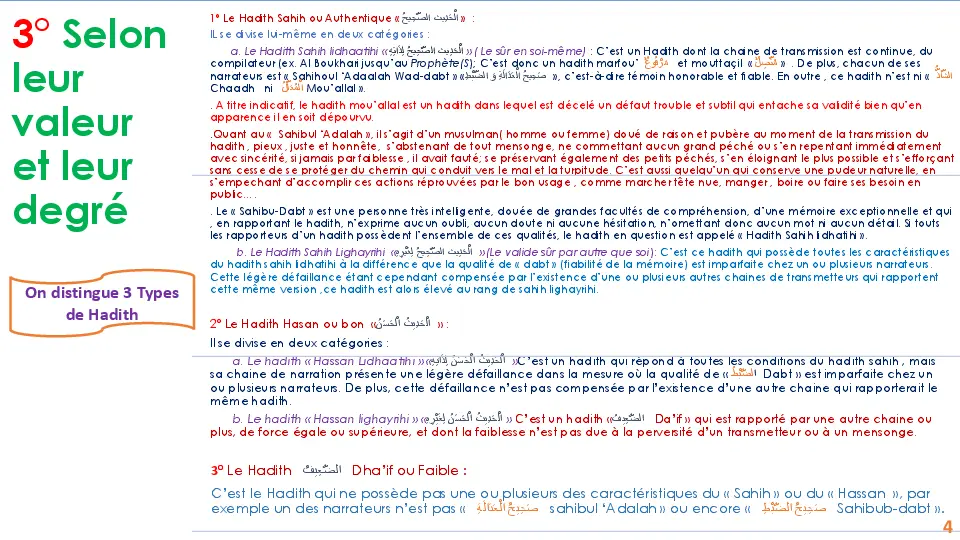 3° Selon
leur
valeur
et leur
degré
On distingue 3 Types
de Hadith
1° Le Hadith Sahih ou Authentique « الْحَدِيث الصَّحِيحُ » :
ILse divise lui-même en deux catégories :
a. Le Hadith Sahih lidhaatihi «الْحَدِيث الصَّحِيحُ لِذَاتِهِ» ( Le sûr en soi-même) : C'est un Hadith dont la chaine de transmission est continue, du
compilateur (ex. Al Boukhari jusqu'au Prophète(S); C'est donc un hadith marfou' مَرْفُوعٌ et mouttaçil « مُتَّصِلٌ » . De plus, chacun de ses
narrateurs est « Sahihoul 'Adaalah Wad-dabt » «صَحِيحُ الْعَدَالَةِ وَ الضَّبْطِ », c'est-à-dire témoin honorable et fiable. En outre , ce hadith n'est ni «
Chaadh ni الْمُعَلَّلُ Mou'allal ».
. A titre indicatif, le hadith mou'allal est un hadith dans lequel est décelé un défaut trouble et subtil qui entache sa validité bien qu'en
apparence il en soit dépourvu.
.Quant au « Sahibul 'Adalah », il s'agit d'un musulman( homme ou femme) doué de raison et pubère au moment de la transmission du
hadith , pieux , juste et honnête, s'abstenant de tout mensonge, ne commettant aucun grand péché ou s'en repentant immédiatement
avec sincérité, si jamais par faiblesse , il avait fauté; se préservant également des petits péchés, s'en éloignant le plus possible et s'efforçant
sans cesse de se protéger du chemin qui conduit vers le mal et la turpitude. C'est aussi quelqu'un qui conserve une pudeur naturelle, en
s'empechant d'accomplir ces actions réprouvées par le bon usage , comme marcher tête nue, manger , boire ou faire ses besoin en
public….
. Le « Sahibu-Dabt » est une personne très intelligente, douée de grandes facultés de compréhension, d'une mémoire exceptionnelle et qui
, en rapportant le hadith, n'exprime aucun oubli, aucun doute ni aucune hésitation, n'omettant donc aucun mot ni aucun détail. Si touts
les rapporteurs d'un hadith possèdent l'ensemble de ces qualités, le hadith en question est appelé « Hadith Sahih lidhatihi ».
b. Le Hadith Sahih Lighayrihi «الْحَدِيث الصَّحِيحُ لِغَيْرِهِ »(Le valide sûr par autre que soi): C'est ce hadith qui possède toutes les caractéristiques
du hadith sahih lidhatihi à la différence que la qualité de « dabt » (fiabilité de la mémoire) est imparfaite chez un ou plusieurs narrateurs.
Cette légère défaillance étant cependant compensée par l'existence d'une ou plusieurs autres chaines de transmetteurs qui rapportent
cette même version ,ce hadith est alors élevé au rang de sahih lighayrihi.
2° Le Hadith Hasan ou bon «الْحَدِيثُ الْحَسَنُ » :
Il se divise en deux catégories :
a. Le hadith « Hassan Lidhaatihi »«الْحَدِيثُ الْحَسَنُ لِذَاتِهِ »C'est un hadith qui répond à toutes les conditions du hadith sahih , mais
sa chaine de narration présente une légère défaillance dans la mesure où la qualité de « الضَّبْطُ Dabt » est imparfaite chez un
ou plusieurs narrateurs. De plus, cette défaillance n'est pas compensée par l'existence d'une autre chaine qui rapporterait le
même hadith.
b. Le hadith « Hassan lighayrihi » «الْحَدِيثُ الْحَسَنُ لِغَيْرِهِ » C'est un hadith «الضَّعِيفُ Da'if » qui est rapporté par une autre chaine ou
plus, de force égale ou supérieure, et dont la faiblesse n'est pas due à la perversité d'un transmetteur ou à un mensonge.
3° Le Hadith الضَّعِيفُ Dha'if ou Faible :
C'est le Hadith qui ne possède pas une ou plusieurs des caractéristiques du « Sahih » ou du « Hassan », par
exemple un des narrateurs n'est pas « صَحِيحُ الْعَدَالَةِ sahibul 'Adalah » ou encore « صَحِيحُ الضَّبْطِ Sahibub-dabt ».
4